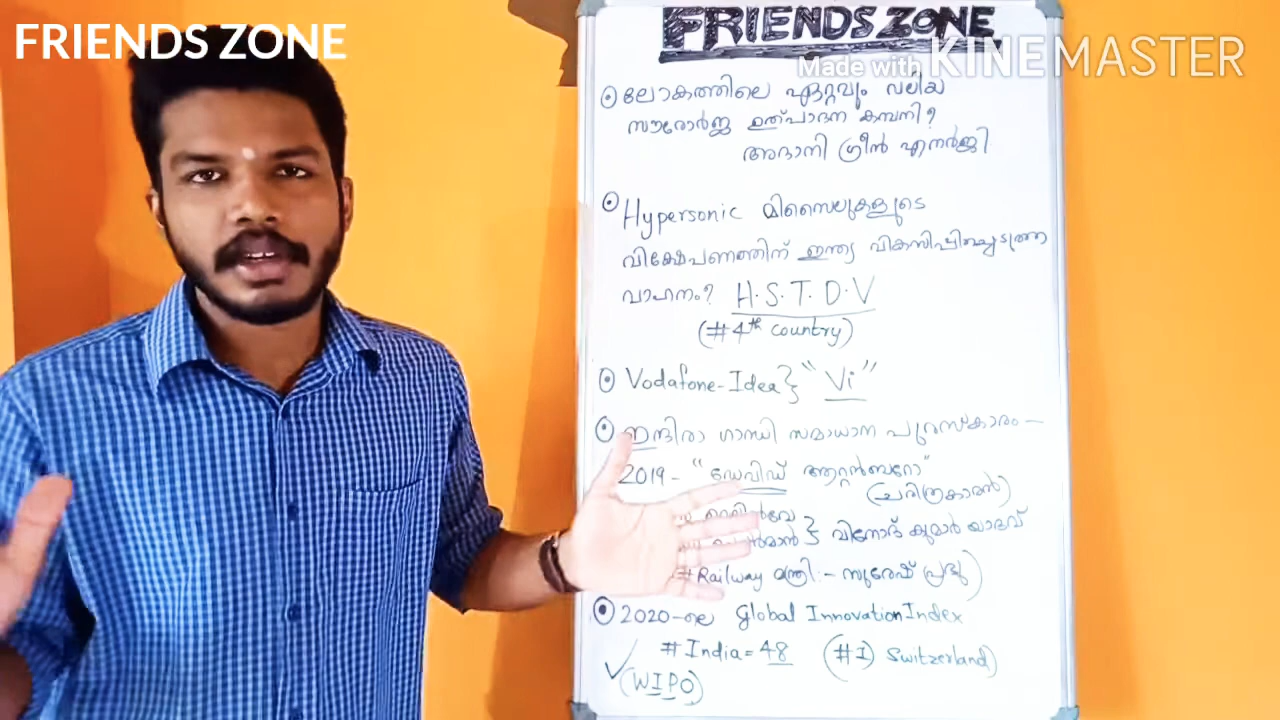 FRIENDS ZONE
FRIENDS ZONE
Made with KINEMASTER
ലോകത്തിലെ ഏറ്റവും വലിയ
സൗരോർജ ഉത്പാദന കമ്പനി?
അദാനി ഗ്രീൻ എനർജി
Hypersonic മിസൈലുകളുടെ
വിക്ഷേപണത്തിന് ഇന്ത്യ വികസിപ്പിച്ചെടുത്ത
വാഹനം? H.S.T.D.V
(#4th country)
Vodafone-Idea} "Vi"
ഇന്ദിരാ ഗാന്ധി സമാധാന പുരസ്കാരം -
2019 - "ഡേവിഡ് ആറ്റൻബറോ"
(ചരിത്രകാരൻ)
} വിനോദ് കുമാർ യാദവ്
#Railway മന്ത്രി:- സുരേഷ് പ്രഭു)
2020-ലെ Global Innovation Index
#India=48 (#1) Switzerland)
(WIPO)